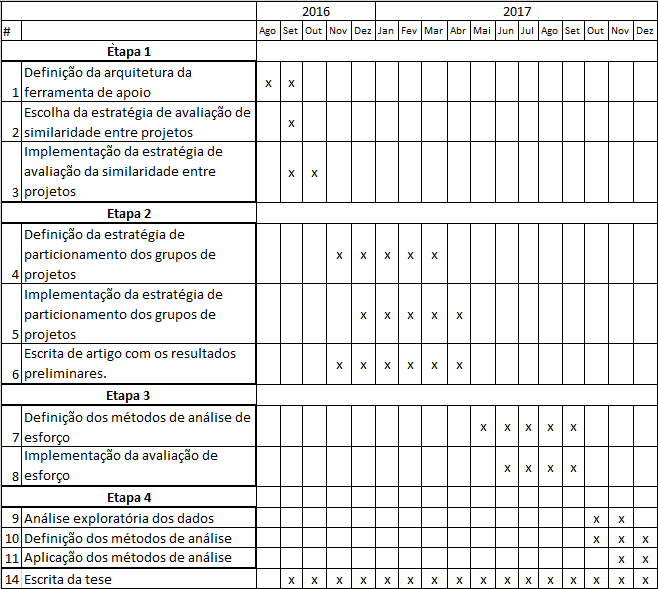 2016 2017
# Ago Set Out Nov Dez Jan Fev Mar Abr Mai Jun Jul Ago Set Out Nov Dez
Etapa 1
Definição da arquitetura da
1 ferramenta de apoio x x
Escolha da estratégia de avaliação de
2 similaridade entre projetos x
Implementação da estratégia de
avaliação da similaridade entre x x
3 projetos
Etapa 2
Definição da estratégia de
particionamento dos grupos de x x x x x
4 projetos
Implementação da estratégia de
particionamento dos grupos de x x x x x
5 projetos
Escrita de artigo com os resultados
6 preliminares. x x x x x x
Etapa 3
Definição dos métodos de análise de
7 esforço x x x x x
Implementação da avaliação de
8 esforço x x x x
Etapa 4
9 Análise exploratória dos dados x x
10 Definição dos métodos de análise x x x
11 Aplicação dos métodos de análise x x
14 Escrita da tese x x x x x x x x x x x x x x x x